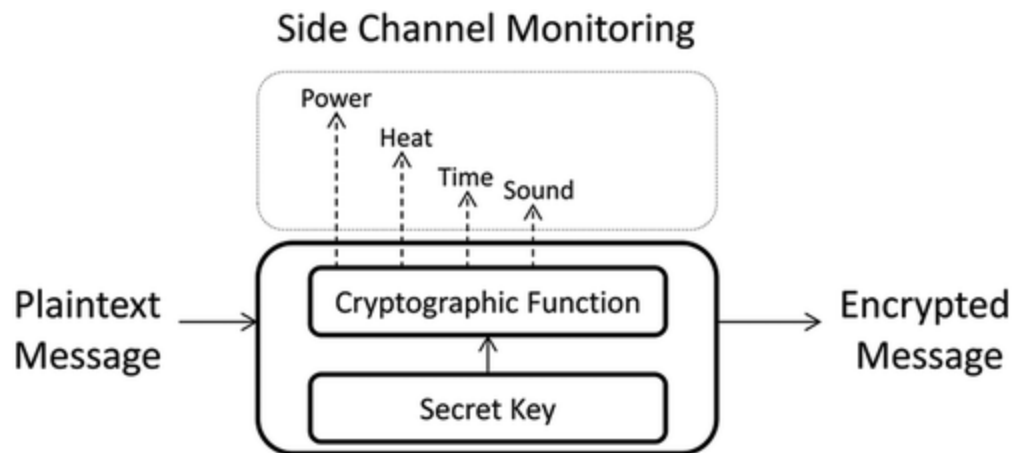 Side Channel Monitoring
Power
Heat
Time
Sound
Plaintext
Message
Cryptographic Function
Secret Key
Encrypted
Message